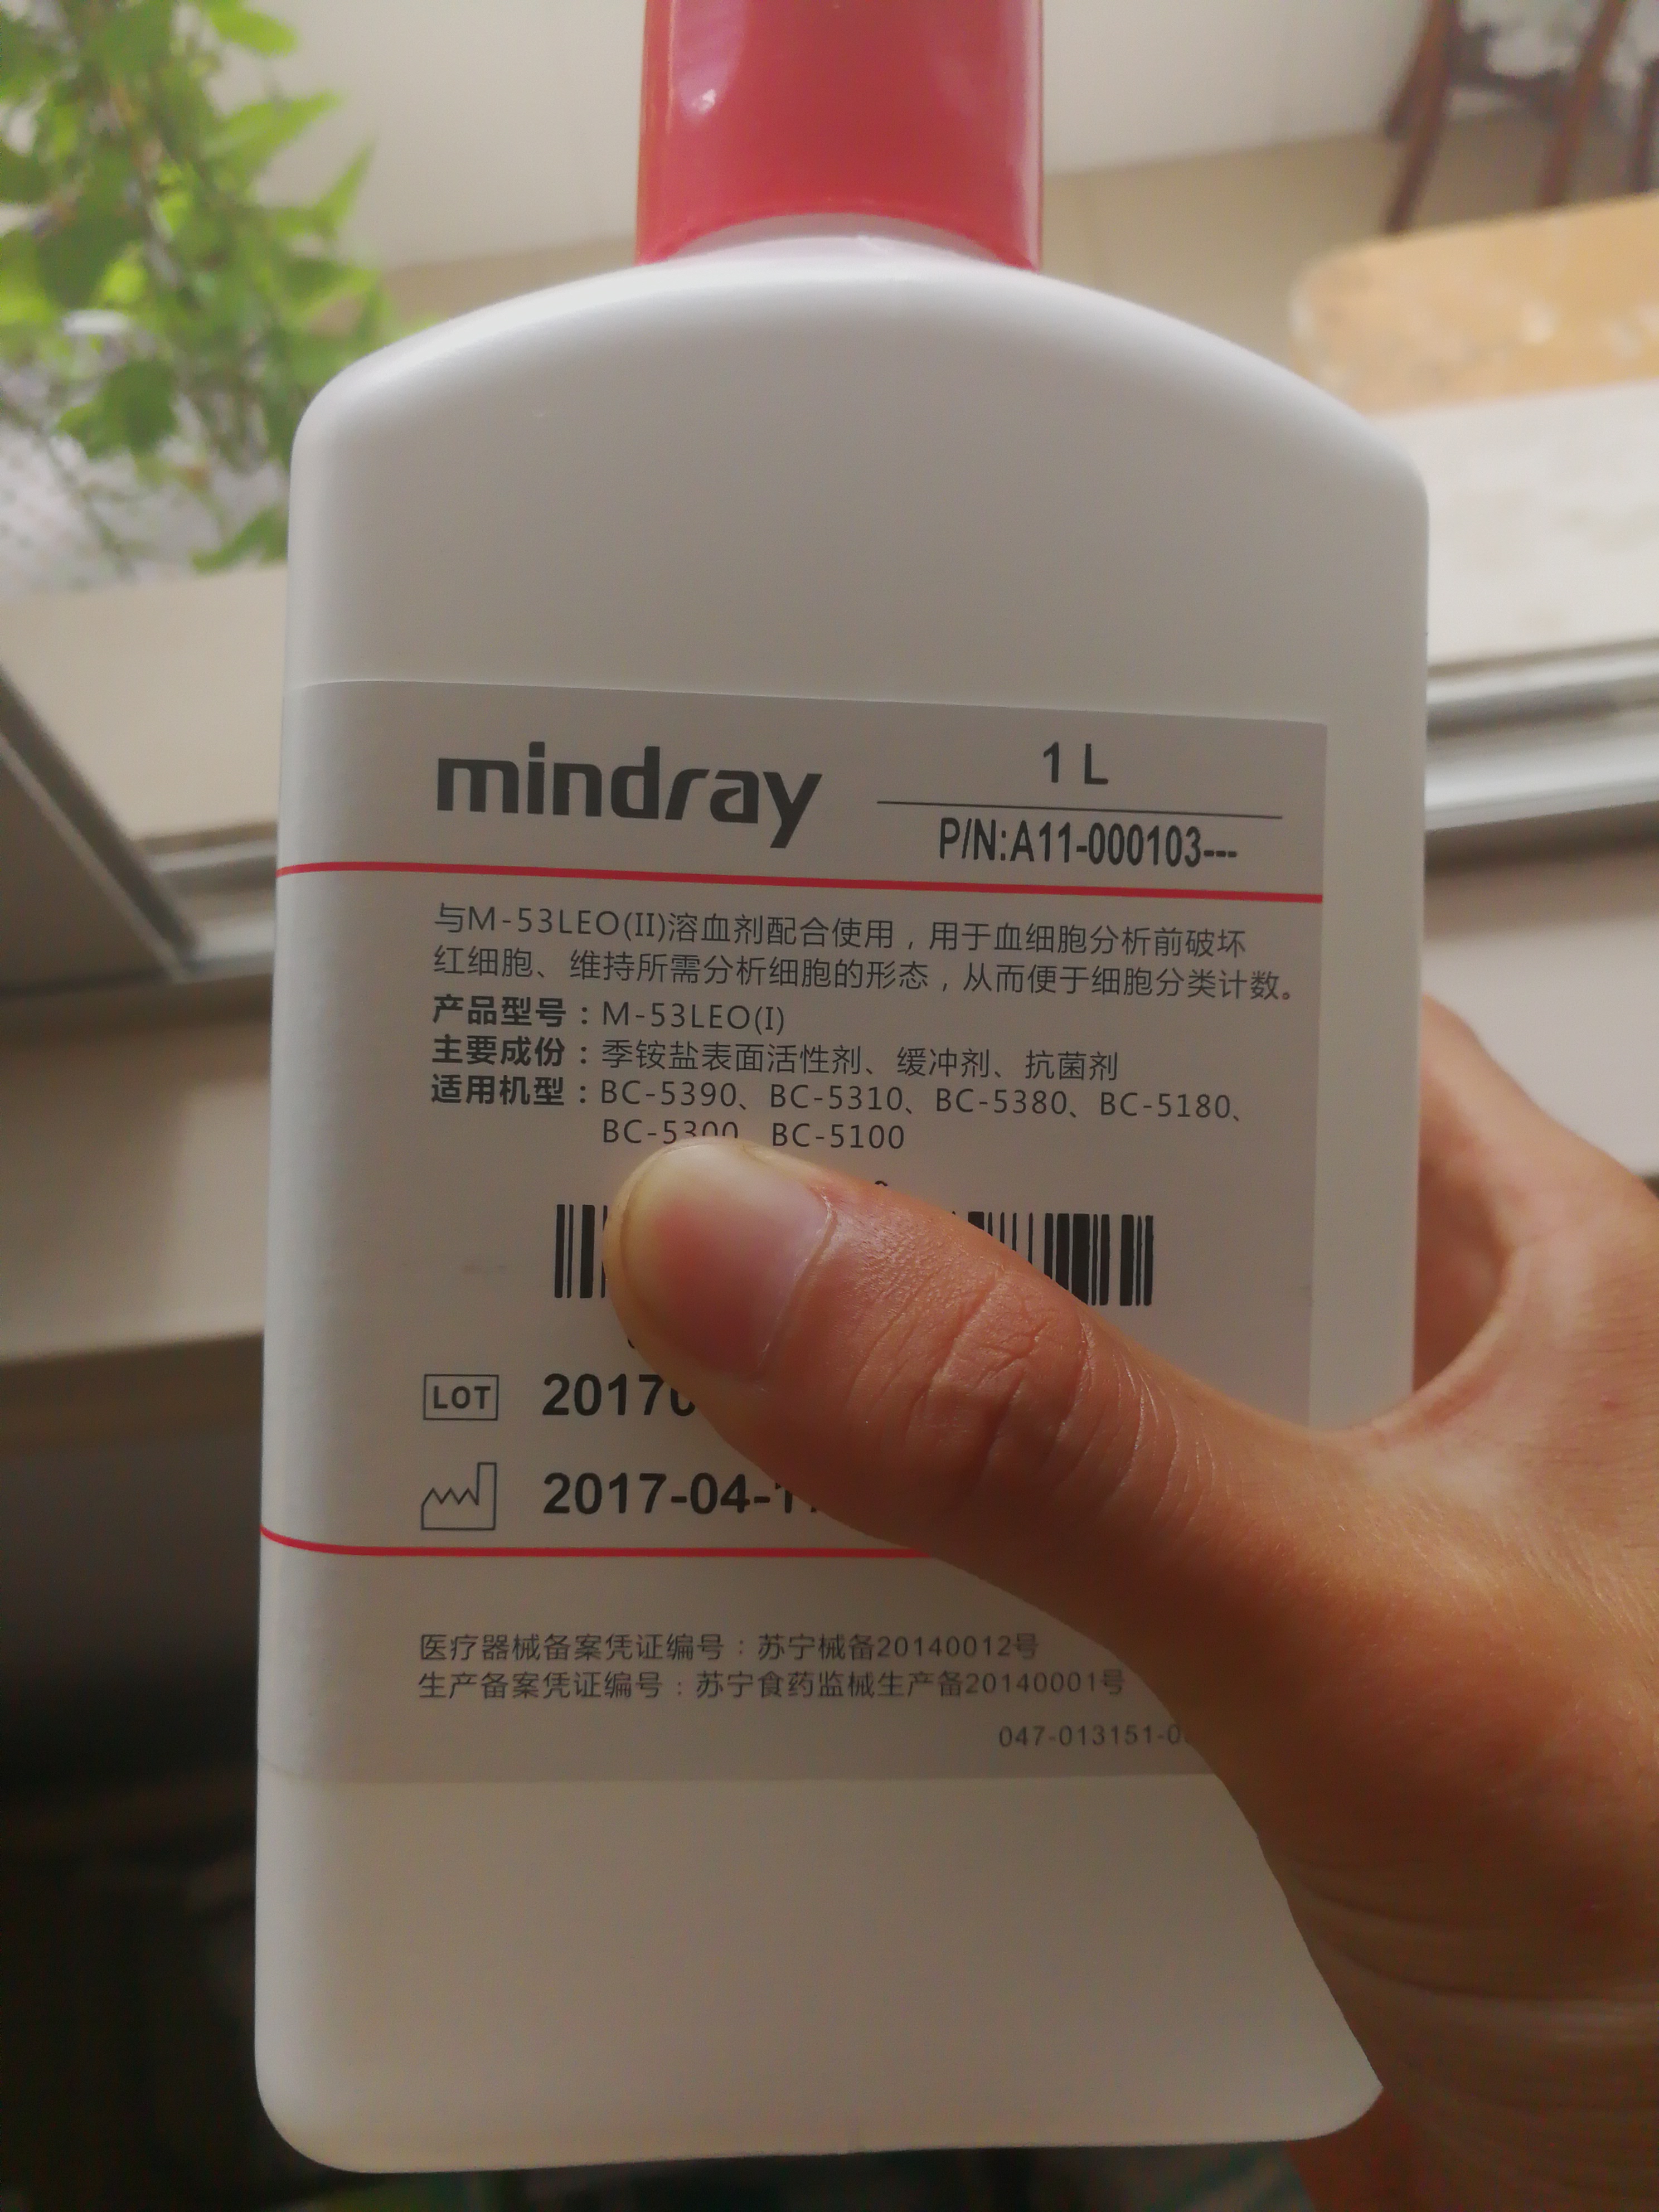 mindray
1 L
P/N:A11-000103---
与M-53LEO(II)溶血剂配合使用，用于血细胞分析前破坏
红细胞、维持所需分析细胞的形态，从而便于细胞分类计数。
产品型号：M-53LEO(I)
主要成份：季铵盐表面活性剂、缓冲剂、抗菌剂
适用机型：BC-5390、BC-5310、BC-5380、BC-5180、
BC-5300、BC-5100
LOT
2017-04-
医疗器械备案凭证编号：苏宁械备20140012号
生产备案凭证编号：苏宁食药监械生产备20140001号
047-013151-0